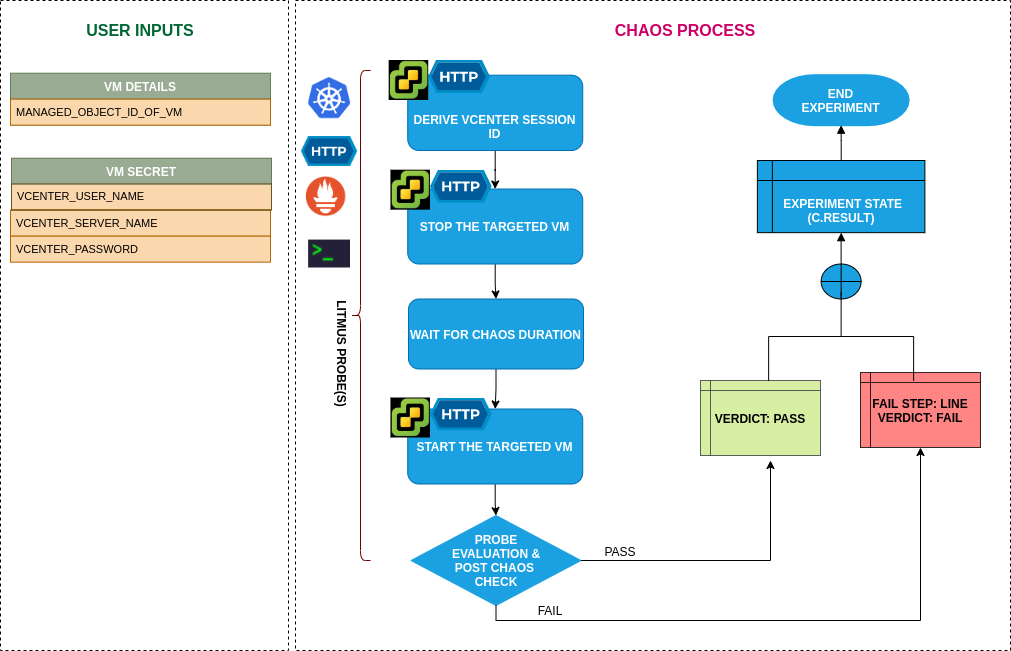 USER INPUTS
VM DETAILS
MANAGED_OBJECT_ID_OF_VM
VM SECRET
VCENTER_USER_NAME
VCENTER_SERVER_NAME
VCENTER_PASSWORD
CHAOS PROCESS
HTTP
>_
LITMUS PROBE(S)
HTTP
DERIVE VCENTER SESSION
ID
HTTP
STOP THE TARGETED VM
WAIT FOR CHAOS DURATION
HTTP
START THE TARGETED VM
PROBE
EVALUATION &
POST CHAOS
CHECK
PASS
FAIL
VERDICT: PASS
FAIL STEP: LINE
VERDICT: FAIL
EXPERIMENT STATE
(C.RESULT)
END
EXPERIMENT